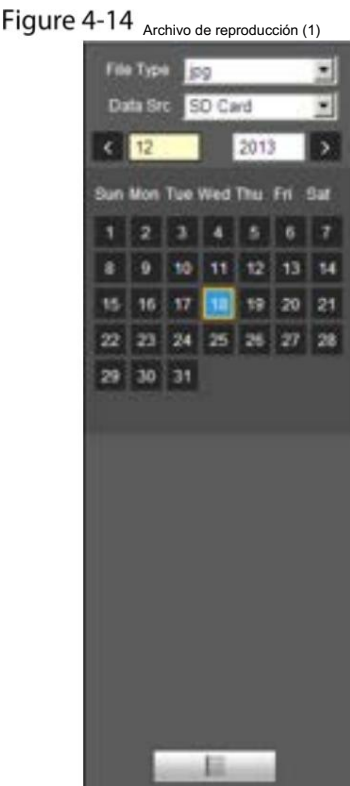 Figure 4-14 Archivo de reproducción (1)
File Type jpg
Data Src SD Card
< 12 2013 >
Sun Mon Tue Wed Thu Fri Sat
1 2 3 4 5 6 7
8 9 10 11 12 13 14
15 16 17 18 19 20 21
22 23 24 25 26 27 28
29 30 31